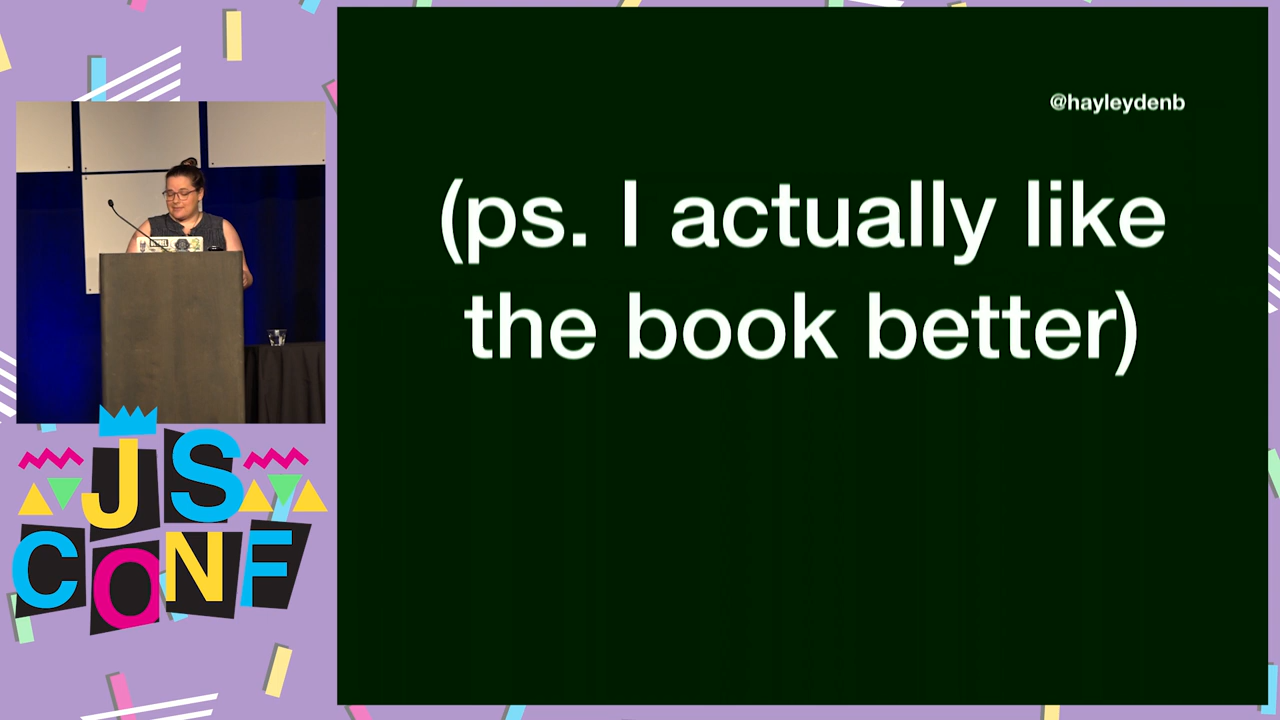 @hayleydenb
(ps. I actually like
the book better)
JS
CONF